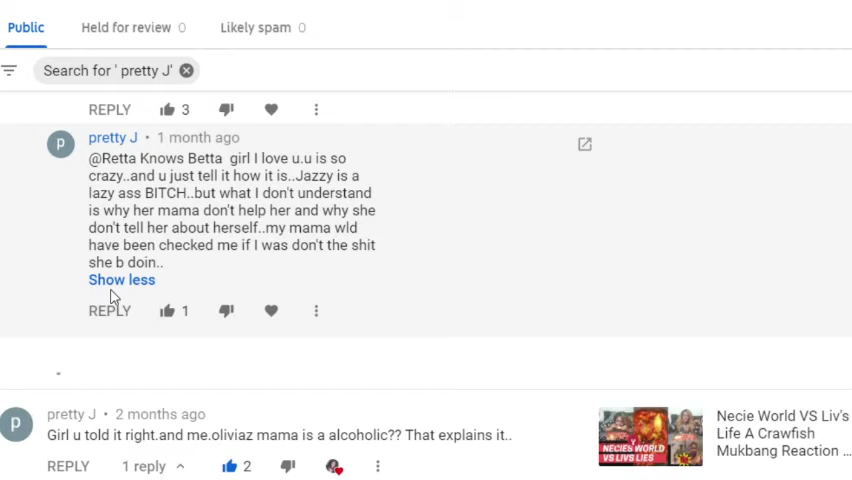 Public Held for review 0 Likely spam 0
Search for ' pretty J'
REPLY 3
p pretty J • 1 month ago
@Retta Knows Betta girl I love u.u is so
crazy..and u just tell it how it is..Jazzy is a
lazy ass BITCH..but what I don't understand
is why her mama don't help her and why she
don't tell her about herself..my mama wld
have been checked me if I was don't the shit
she b doin..
Show less
REPLY 1
p pretty J • 2 months ago
Girl u told it right.and me.oliviaz mama is a alcoholic?? That explains it..
REPLY 1 reply 2
NECIES WORLD
VS LIVS LIES
Necie World VS Liv's
Life A Crawfish
Mukbang Reaction ...